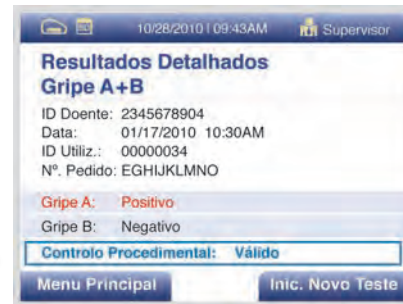 10/28/2010 | 09:43AM Supervisor
Resultados Detalhados
Gripe A+B
ID Doente: 2345678904
Data: 01/17/2010 10:30AM
ID Utiliz.: 00000034
Nº. Pedido: EGHIJKLMNO
Gripe A: Positivo
Gripe B: Negativo
Controlo Procedimental: Válido
Menu Principal Inic. Novo Teste